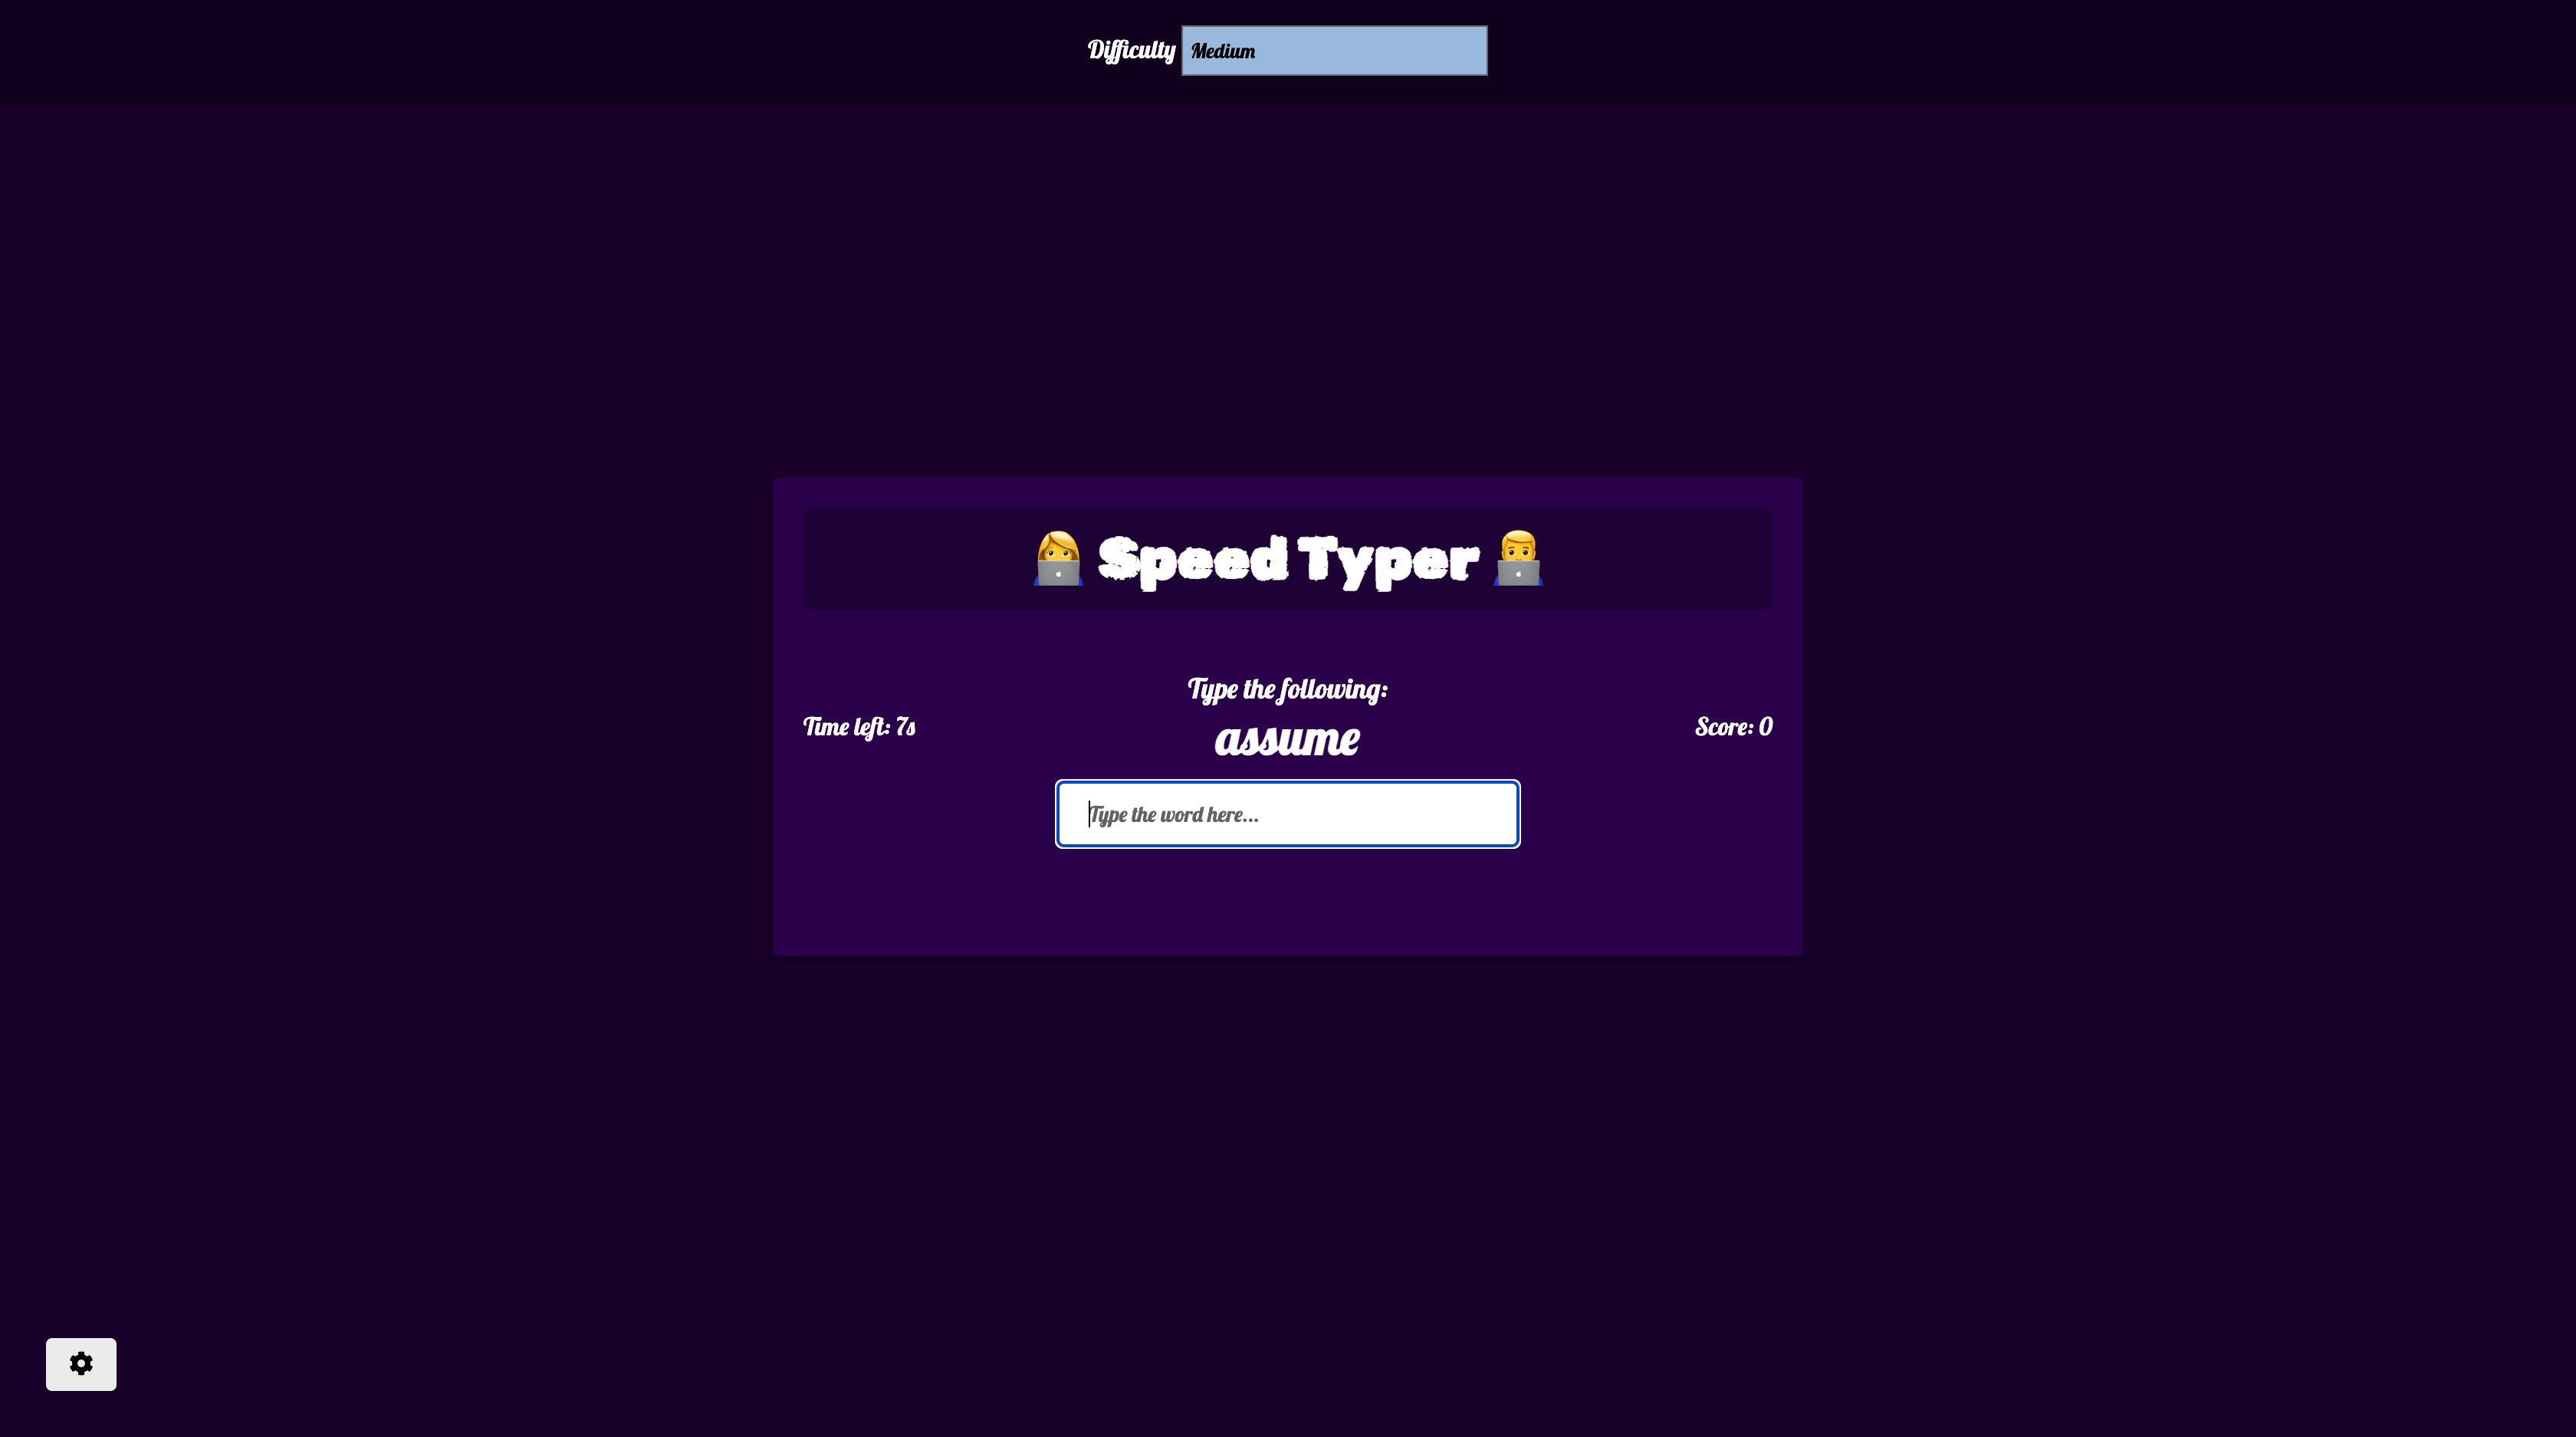 Difficulty Medium
Speed Typer
Type the following:
Time left: 7s
assume
Score: 0
Type the word here...